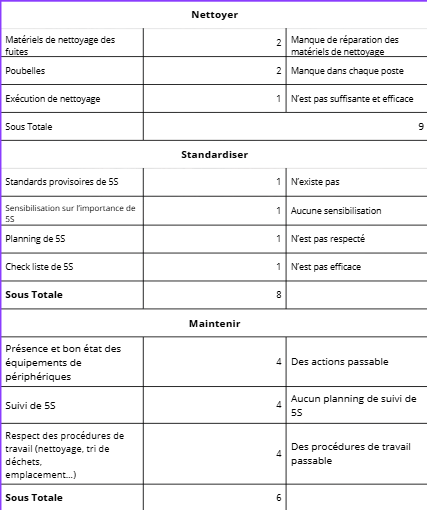 Nettoyer
Matériels de nettoyage des
fuites
2
Manque de réparation des
matériels de nettoyage
Poubelles
2
Manque dans chaque poste
Exécution de nettoyage
1
N'est pas suffisante et efficace
Sous Totale
9
Standardiser
Standards provisoires de 5S
1
N'existe pas
Sensibilisation sur l'importance de
5S
1
Aucune sensibilisation
Planning de 5S
1
N'est pas respecté
Check liste de 5S
1
N'est pas efficace
Sous Totale
8
Maintenir
Présence et bon état des
équipements de
périphériques
4
Des actions passable
Suivi de 5S
4
Aucun planning de suivi de
5S
Respect des procédures de
travail (nettoyage, tri de
déchets,
emplacement...)
4
Des procédures de travail
passable
Sous Totale
6